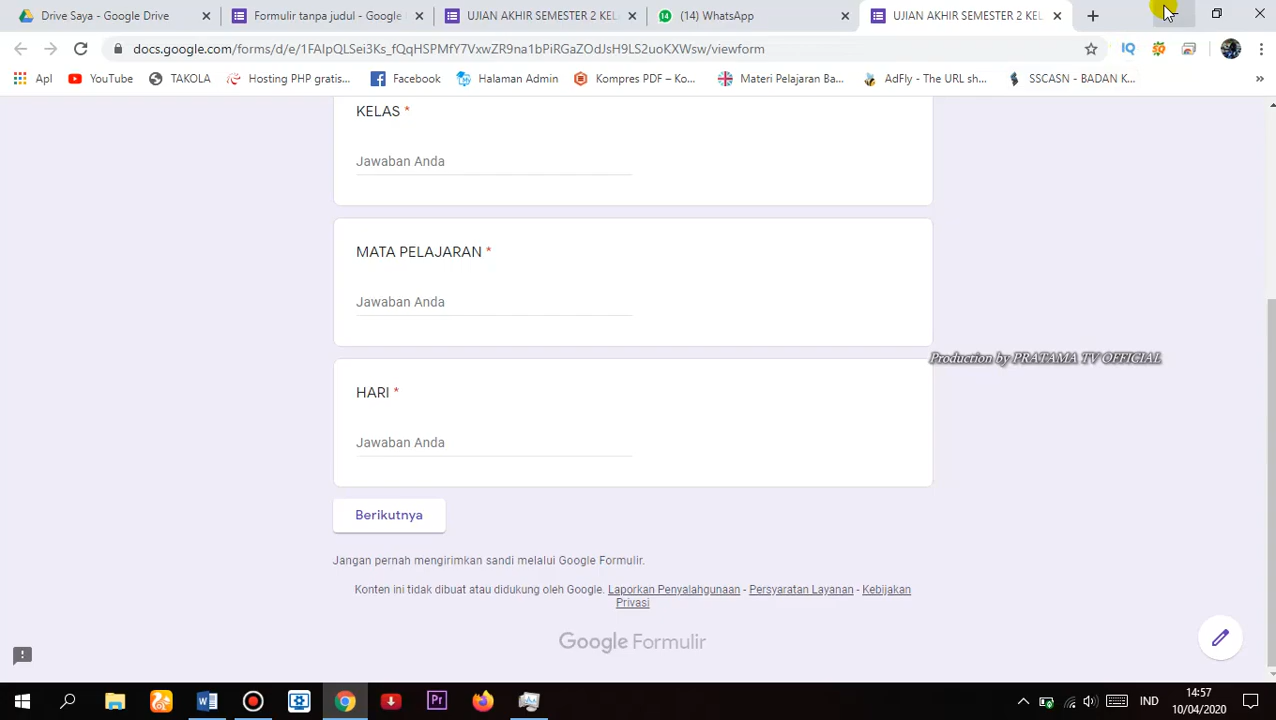 Drive Saya - Google Drive
Formulir tanpa judul - Google
UJIAN AKHIR SEMESTER 2 KEL
(14) WhatsApp
UJIAN AKHIR SEMESTER 2 KEL
docs.google.com/forms/d/e/1FAIpQLSei3Ks_fQqHSPMfY7VxwZR9na1bPiRGaZOdJsH9LS2uoKXWsw/viewform
Apl
YouTube
TAKOLA
Hosting PHP gratis...
Facebook
Halaman Admin
Kompres PDF – Ko...
Materi Pelajaran Ba...
AdFly - The URL sh...
SSCASN - BADAN K...
KELAS *
Jawaban Anda
MATA PELAJARAN *
Jawaban Anda
Production by PRATAMA TV OFFICIAL
HARI *
Jawaban Anda
Berikutnya
Jangan pernah mengirimkan sandi melalui Google Formulir.
Konten ini tidak dibuat atau didukung oleh Google. Laporkan Penyalahgunaan - Persyaratan Layanan - Kebijakan
Privasi
Google Formulir
IND
14:57
10/04/2020